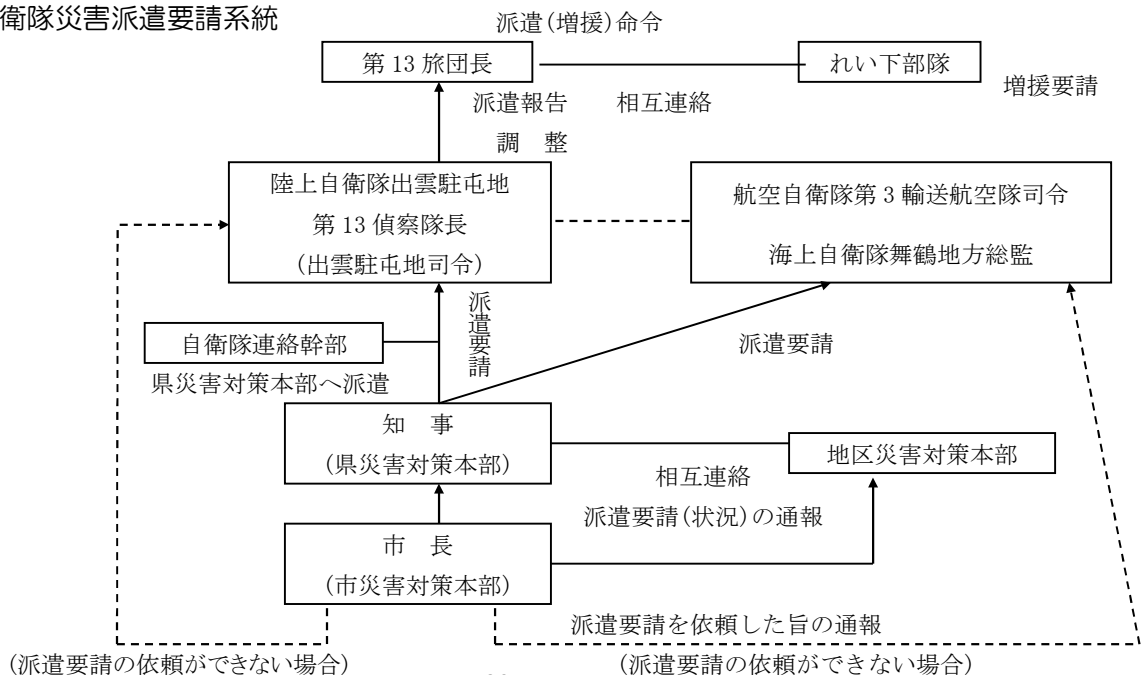 衛隊災害派遣要請系統
派遣(増援)命令
第13旅団長
れい下部隊
増援要請
派遣報告 相互連絡
調 整
陸上自衛隊出雲駐屯地
第13偵察隊長
(出雲駐屯地司令)
航空自衛隊第3輸送航空隊司令
海上自衛隊舞鶴地方総監
派遣要請
自衛隊連絡幹部
県災害対策本部へ派遣
派遣要請
知 事
(県災害対策本部)
地区災害対策本部
相互連絡
派遣要請(状況)の通報
市 長
(市災害対策本部)
派遣要請を依頼した旨の通報
(派遣要請の依頼ができない場合)
(派遣要請の依頼ができない場合)